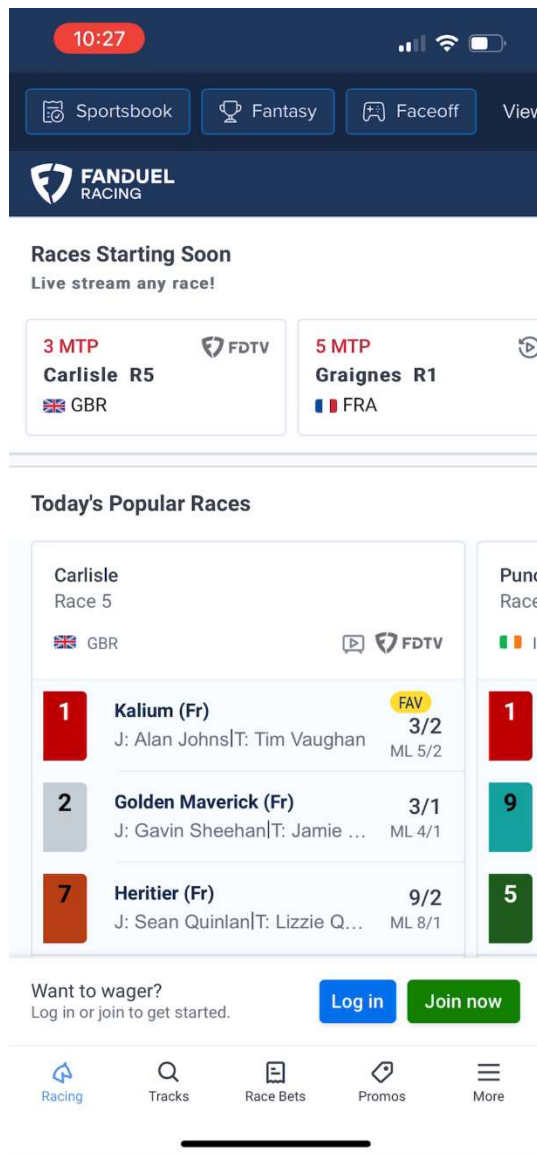 10:27
Sportsbook Fantasy Faceoff View
FANDUEL
RACING
Races Starting Soon
Live stream any race!
3 MTP FDTV 5 MTP
Carlisle R5 Graignes R1
GBR FRA
Today's Popular Races
Carlisle
Race 5
GBR FDTV
1 Kalium (Fr) FAV
3/2
J: Alan Johns|T: Tim Vaughan ML 5/2
2 Golden Maverick (Fr) 3/1
J: Gavin Sheehan|T: Jamie ... ML 4/1
7 Heritier (Fr) 9/2
J: Sean Quinlan|T: Lizzie Q... ML 8/1
Punc
Race
I
1
9
5
Want to wager?
Log in or join to get started.
Log in Join now
Racing Tracks Race Bets Promos More